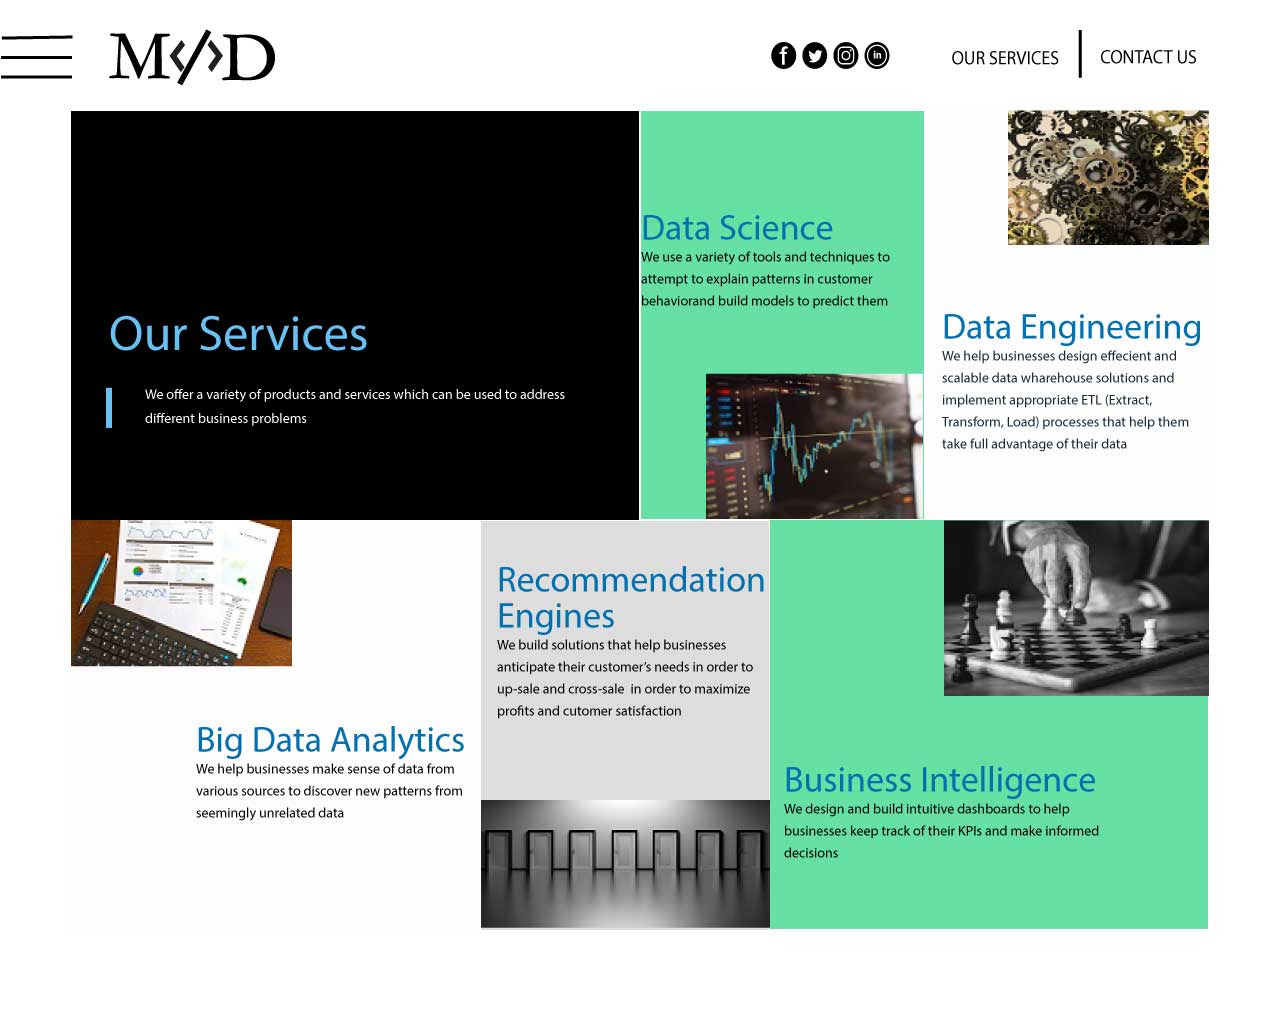 M</>D
OUR SERVICES
CONTACT US
Our Services
We offer a variety of products and services which can be used to address
different business problems
Data Science
We use a variety of tools and techniques to
attempt to explain patterns in customer
behaviorand build models to predict them
Data Engineering
We help businesses design effecient and
scalable data wharehouse solutions and
implement appropriate ETL (Extract,
Transform, Load) processes that help them
take full advantage of their data
Big Data Analytics
We help businesses make sense of data from
various sources to discover new patterns from
seemingly unrelated data
Recommendation
Engines
We build solutions that help businesses
anticipate their customer’s needs in order to
up-sale and cross-sale  in order to maximize
profits and cutomer satisfaction
Business Intelligence
We design and build intuitive dashboards to help
businesses keep track of their KPIs and make informed
decisions